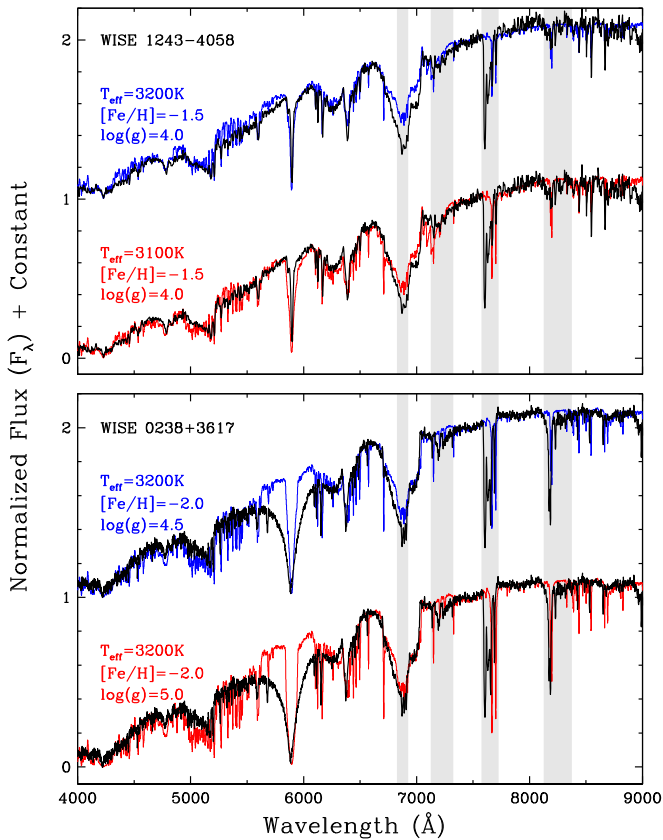 2
WISE 1243−4058
T_eff=3200K
[Fe/H]=−1.5
log(g)=4.0
1
T_eff=3100K
[Fe/H]=−1.5
log(g)=4.0
0
Normalized Flux (F_λ) + Constant
2
WISE 0238+3617
T_eff=3200K
[Fe/H]=−2.0
log(g)=4.5
1
T_eff=3200K
[Fe/H]=−2.0
log(g)=5.0
0
4000 5000 6000 7000 8000 9000
Wavelength (Å)